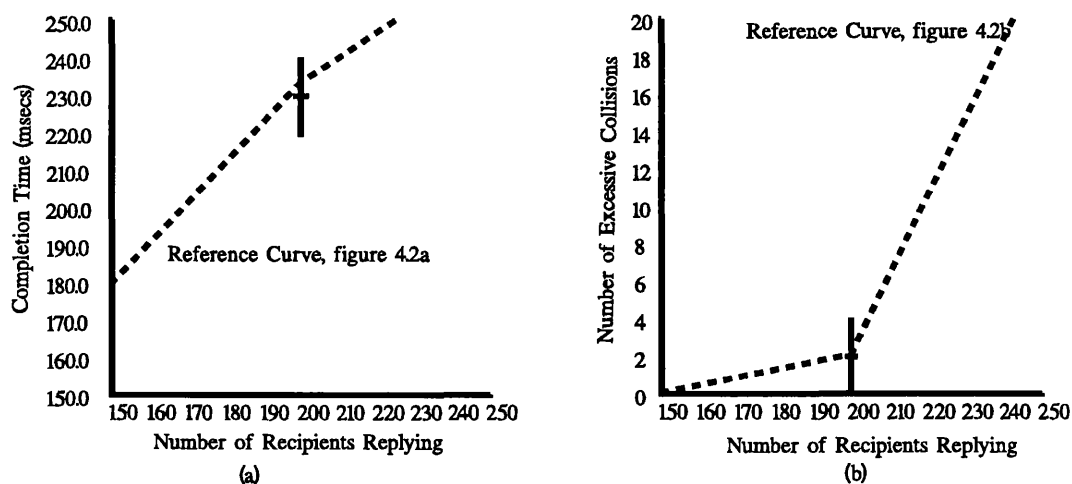 250.0
240.0
230.0
220.0
210.0
200.0
190.0
180.0
170.0
160.0
150.0
Completion Time (msecs)
Reference Curve, figure 4.2a
150 160 170 180 190 200 210 220 230 240 250
Number of Recipients Replying
(a)
20
18
16
14
12
10
8
6
4
2
0
Number of Excessive Collisions
Reference Curve, figure 4.2b
150 160 170 180 190 200 210 220 230 240 250
Number of Recipients Replying
(b)